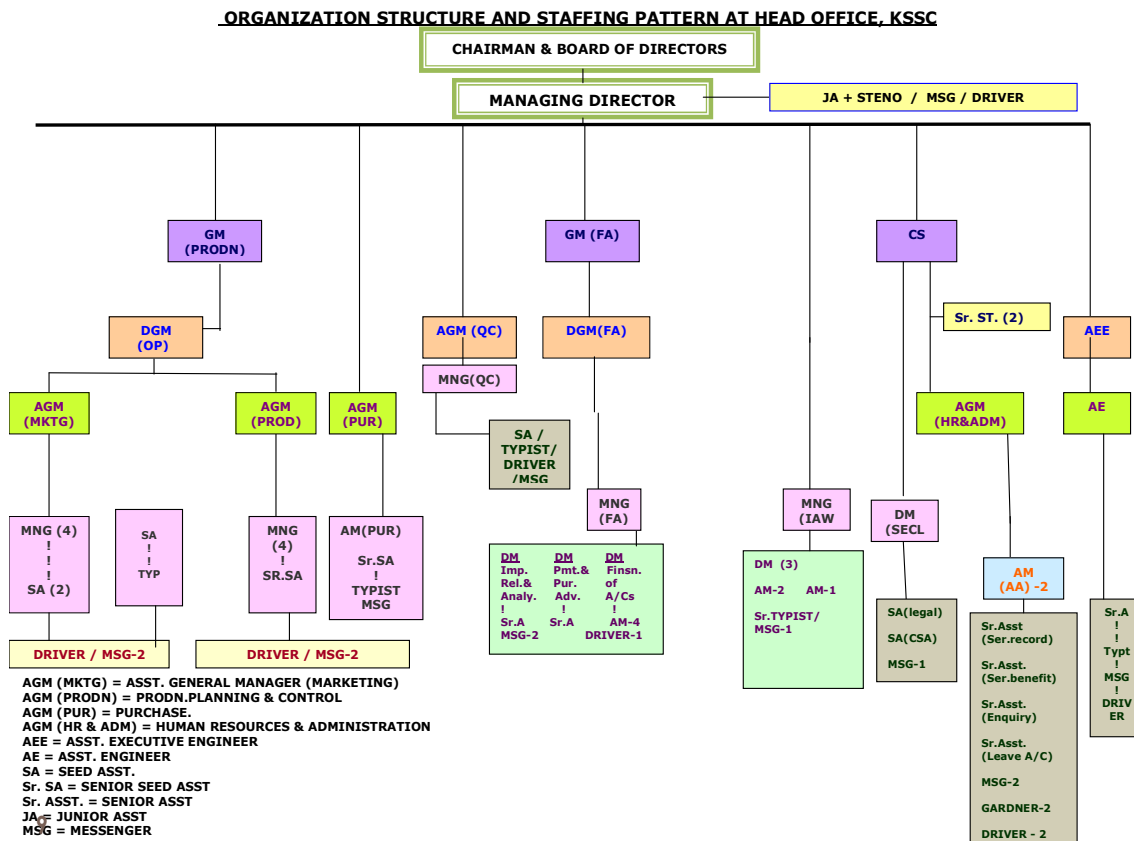 ORGANIZATION STRUCTURE AND STAFFING PATTERN AT HEAD OFFICE, KSSC
CHAIRMAN & BOARD OF DIRECTORS
MANAGING DIRECTOR
JA + STENO / MSG / DRIVER
GM
(PRODN)
GM (FA)
CS
Sr. ST. (2)
DGM
(OP)
AGM (QC)
DGM(FA)
AEE
MNG(QC)
AGM
(MKTG)
AGM
(PROD)
AGM
(PUR)
AGM
(HR&ADM)
AE
SA /
TYPIST/
DRIVER
/MSG
MNG
(FA)
MNG
(IAW
DM
(SECL
MNG (4)
!
!
!
SA (2)
SA
!
!
TYP
MNG
(4)
!
SR.SA
AM(PUR)
Sr.SA
!
TYPIST
MSG
DM
Imp.
Rel.&
Analy.
!
Sr.A
MSG-2
DM
Pmt.&
Pur.
Adv.
!
Sr.A
DM
Finsn.
of
A/Cs
!
AM-4
DRIVER-1
DM (3)
AM-2 AM-1
Sr.TYPIST/
MSG-1
SA(legal)
SA(CSA)
MSG-1
AM
(AA) -2
Sr.Asst
(Ser.record)
Sr.Asst.
(Ser.benefit)
Sr.Asst.
(Enquiry)
Sr.Asst.
(Leave A/C)
MSG-2
GARDNER-2
DRIVER - 2
Sr.A
!
!
Typt
!
MSG
!
DRIV
ER
DRIVER / MSG-2
DRIVER / MSG-2
AGM (MKTG) = ASST. GENERAL MANAGER (MARKETING)
AGM (PRODN) = PRODN.PLANNING & CONTROL
AGM (PUR) = PURCHASE.
AGM (HR & ADM) = HUMAN RESOURCES & ADMINISTRATION
AEE = ASST. EXECUTIVE ENGINEER
AE = ASST. ENGINEER
SA = SEED ASST.
Sr. SA = SENIOR SEED ASST
Sr. ASST. = SENIOR ASST
JA = JUNIOR ASST
MSG = MESSENGER
9